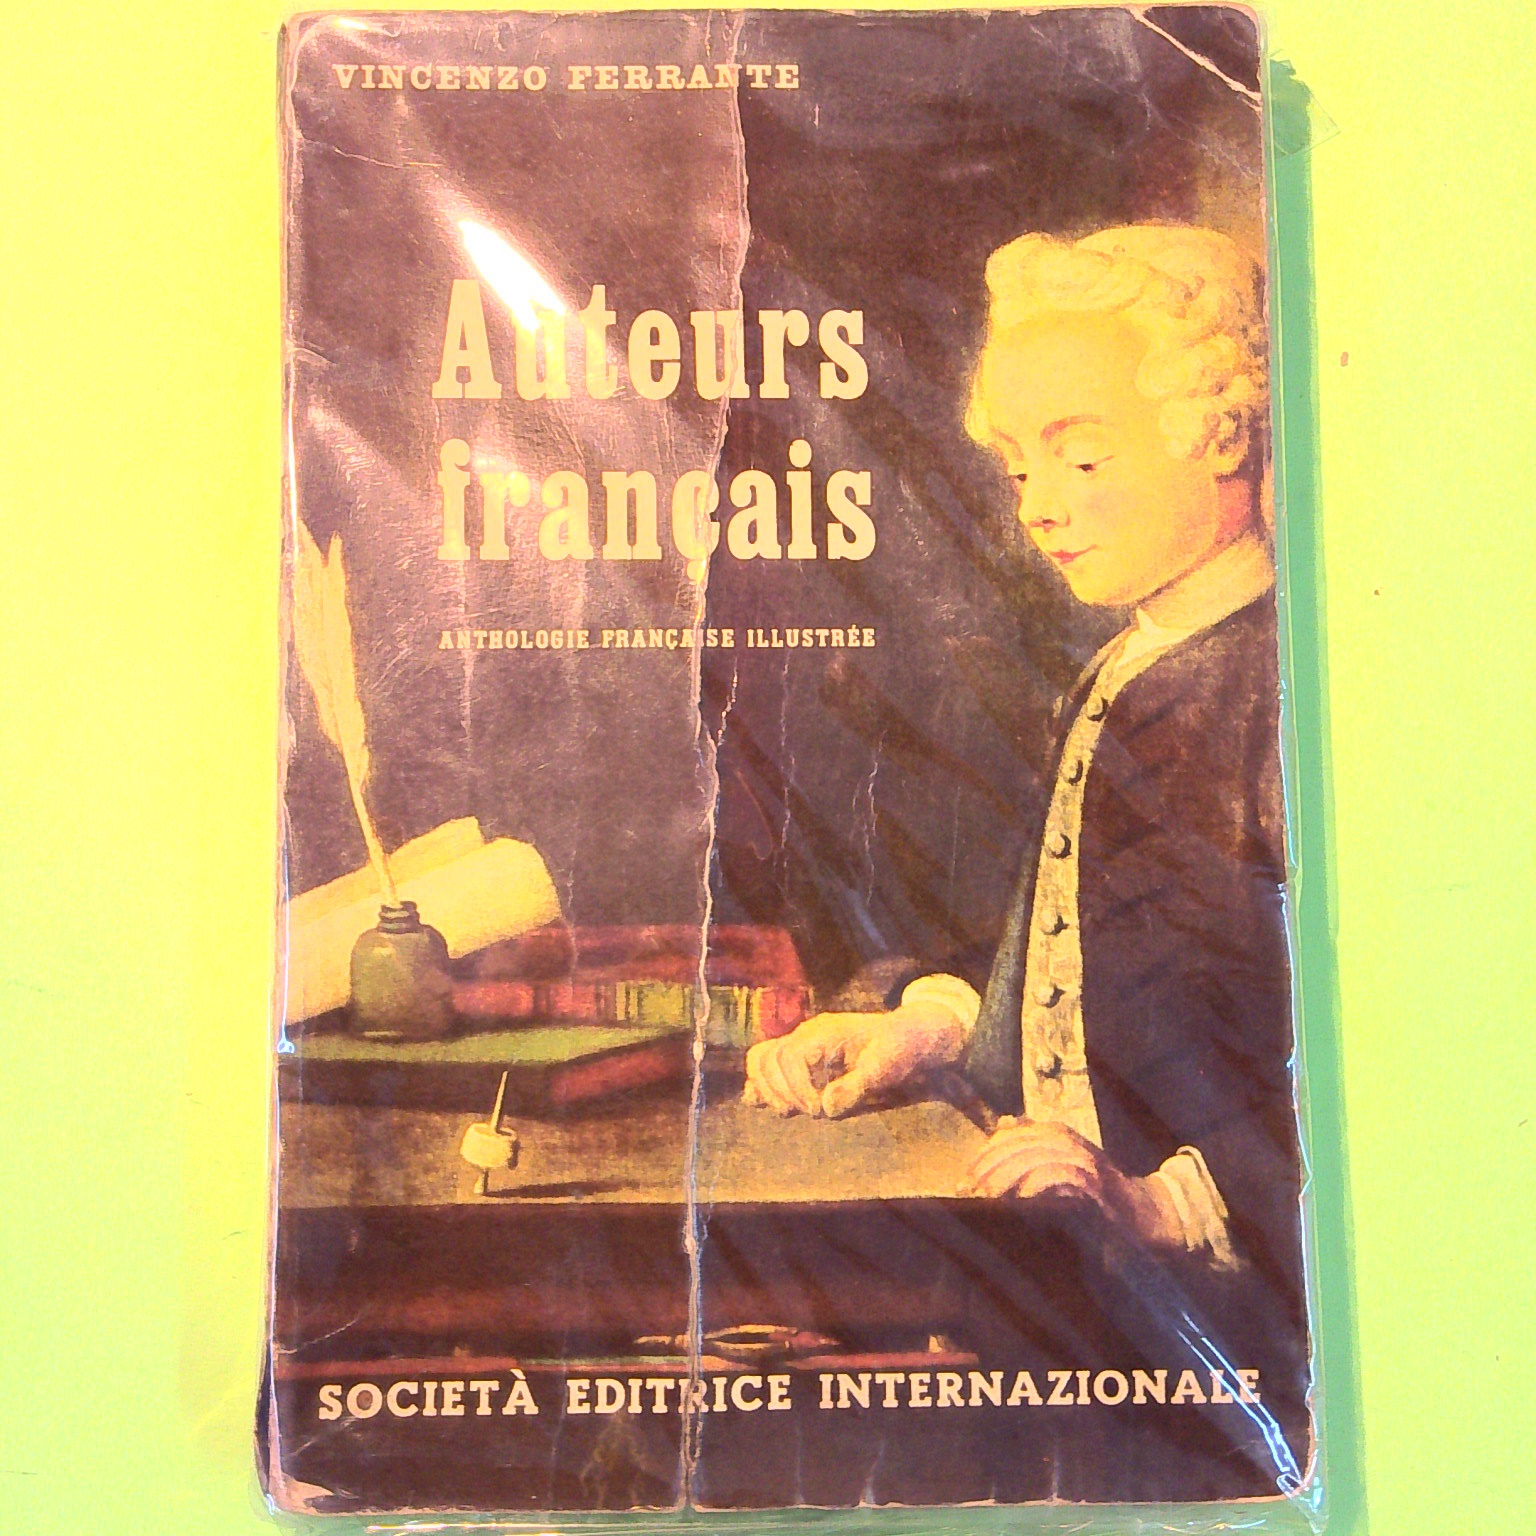 VINCENZO FERRANTE
Auteurs
français
ANTHOLOGIE FRANÇAISE ILLUSTRÉE
SOCIETÀ EDITRICE INTERNAZIONALE